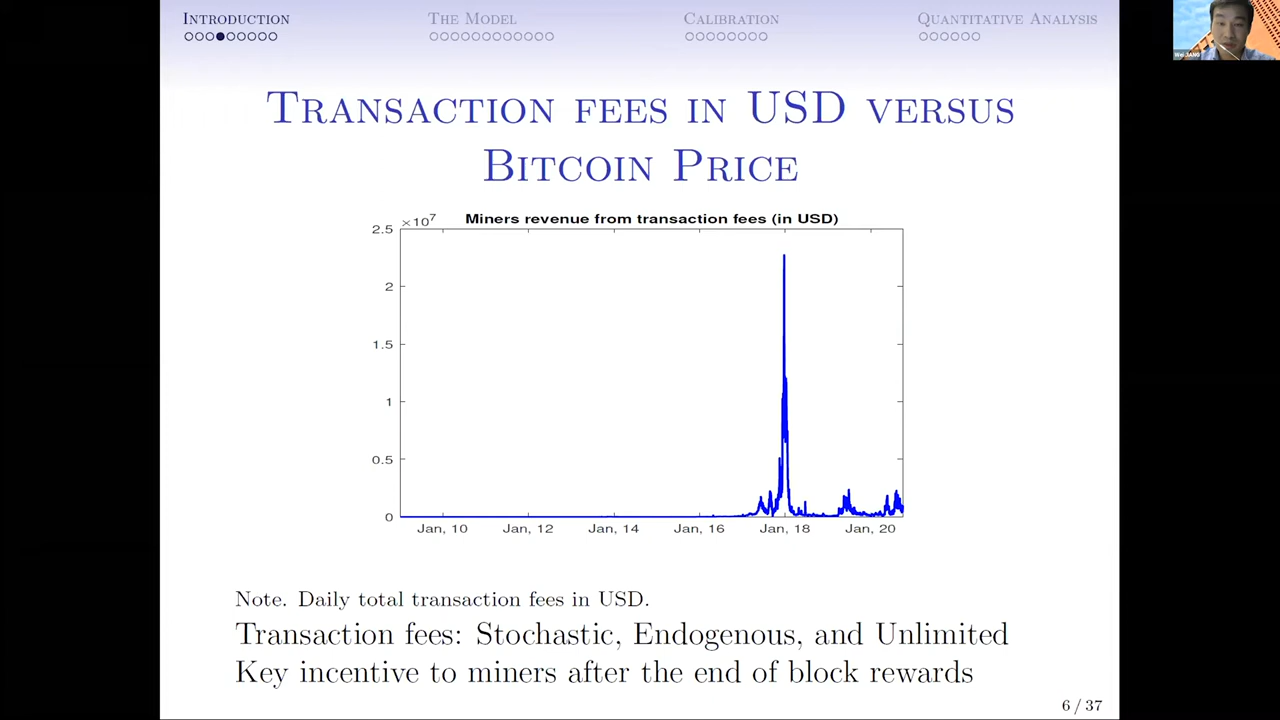 Introduction The Model Calibration Quantitative Analysis
Wei JIANG
Transaction fees in USD versus
Bitcoin Price
Miners revenue from transaction fees (in USD)
×10⁷
2.5
2
1.5
1
0.5
0
Jan, 10 Jan, 12 Jan, 14 Jan, 16 Jan, 18 Jan, 20
Note. Daily total transaction fees in USD.
Transaction fees: Stochastic, Endogenous, and Unlimited
Key incentive to miners after the end of block rewards
6 / 37